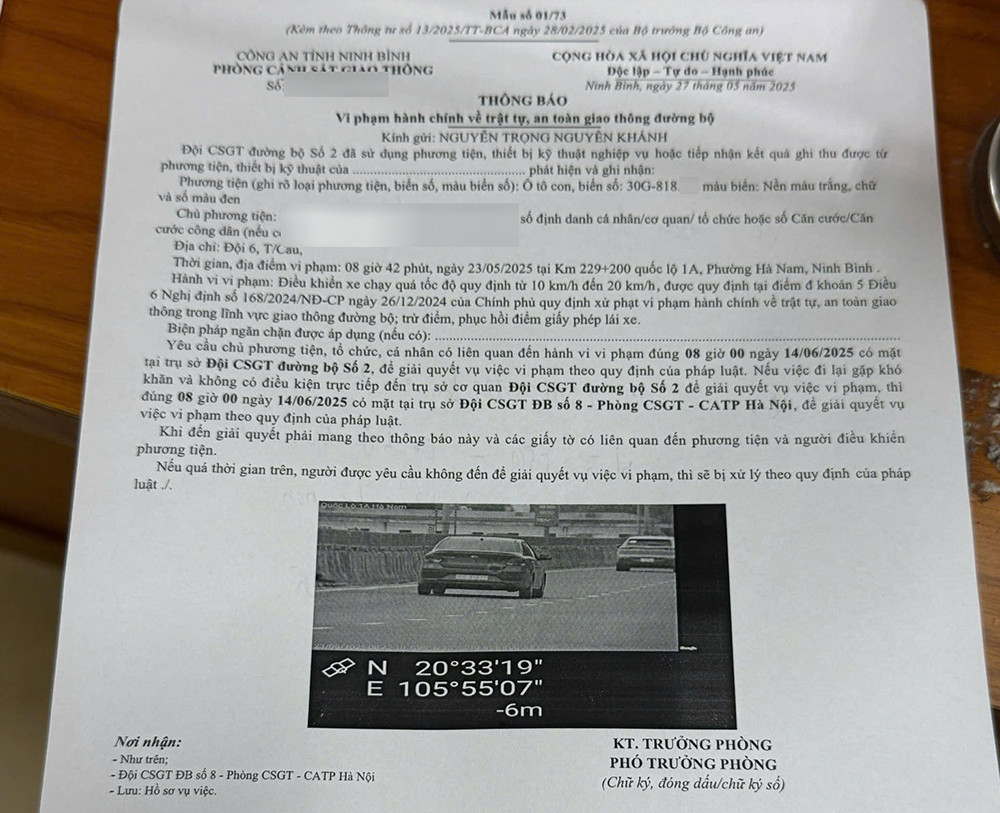 Mẫu số 01/73
(Kèm theo Thông tư số 13/2025/TT-BCA ngày 28/02/2025 của Bộ trưởng Bộ Công an)
CÔNG AN TỈNH NINH BÌNH
PHÒNG CẢNH SÁT GIAO THÔNG
Số:
CỘNG HÒA XÃ HỘI CHỦ NGHĨA VIỆT NAM
Độc lập – Tự do – Hạnh phúc
Ninh Bình, ngày 27 tháng 05 năm 2025
THÔNG BÁO
Vi phạm hành chính về trật tự, an toàn giao thông đường bộ
Kính gửi: NGUYỄN TRỌNG NGUYÊN KHÁNH
Đội CSGT đường bộ Số 2 đã sử dụng phương tiện, thiết bị kỹ thuật nghiệp vụ hoặc tiếp nhận kết quả ghi thu được từ
phương tiện, thiết bị kỹ thuật của ........................................ phát hiện và ghi nhận:
Phương tiện (ghi rõ loại phương tiện, biển số, màu biển số): Ô tô con, biển số: 30G-818. màu biển: Nền màu trắng, chữ
và số màu đen
Chủ phương tiện: số định danh cá nhân/cơ quan/ tổ chức hoặc số Căn cước/Căn
cước công dân (nếu c
Địa chỉ: Đội 6, T/Cau,
Thời gian, địa điểm vi phạm: 08 giờ 42 phút, ngày 23/05/2025 tại Km 229+200 quốc lộ 1A, Phường Hà Nam, Ninh Bình .
Hành vi vi phạm: Điều khiển xe chạy quá tốc độ quy định từ 10 km/h đến 20 km/h, được quy định tại điểm đ khoản 5 Điều
6 Nghị định số 168/2024/NĐ-CP ngày 26/12/2024 của Chính phủ quy định xử phạt vi phạm hành chính về trật tự, an toàn giao
thông trong lĩnh vực giao thông đường bộ; trừ điểm, phục hồi điểm giấy phép lái xe.
Biện pháp ngăn chặn được áp dụng (nếu có): ........................................
Yêu cầu chủ phương tiện, tổ chức, cá nhân có liên quan đến hành vi vi phạm đúng 08 giờ 00 ngày 14/06/2025 có mặt
tại trụ sở Đội CSGT đường bộ Số 2, để giải quyết vụ việc vi phạm theo quy định của pháp luật. Nếu việc đi lại gặp khó
khăn và không có điều kiện trực tiếp đến trụ sở cơ quan Đội CSGT đường bộ Số 2 để giải quyết vụ việc vi phạm, thì
đúng 08 giờ 00 ngày 14/06/2025 có mặt tại trụ sở Đội CSGT ĐB số 8 - Phòng CSGT - CATP Hà Nội, để giải quyết vụ
việc vi phạm theo quy định của pháp luật.
Khi đến giải quyết phải mang theo thông báo này và các giấy tờ có liên quan đến phương tiện và người điều khiển
phương tiện.
Nếu quá thời gian trên, người được yêu cầu không đến để giải quyết vụ việc vi phạm, thì sẽ bị xử lý theo quy định của pháp
luật ./.
Quốc Lộ 1A Hà Nam
N 20°33'19"
E 105°55'07"
-6m
Nơi nhận:
- Như trên;
- Đội CSGT ĐB số 8 - Phòng CSGT - CATP Hà Nội
- Lưu: Hồ sơ vụ việc.
KT. TRƯỞNG PHÒNG
PHÓ TRƯỞNG PHÒNG
(Chữ ký, đóng dấu/chữ ký số)